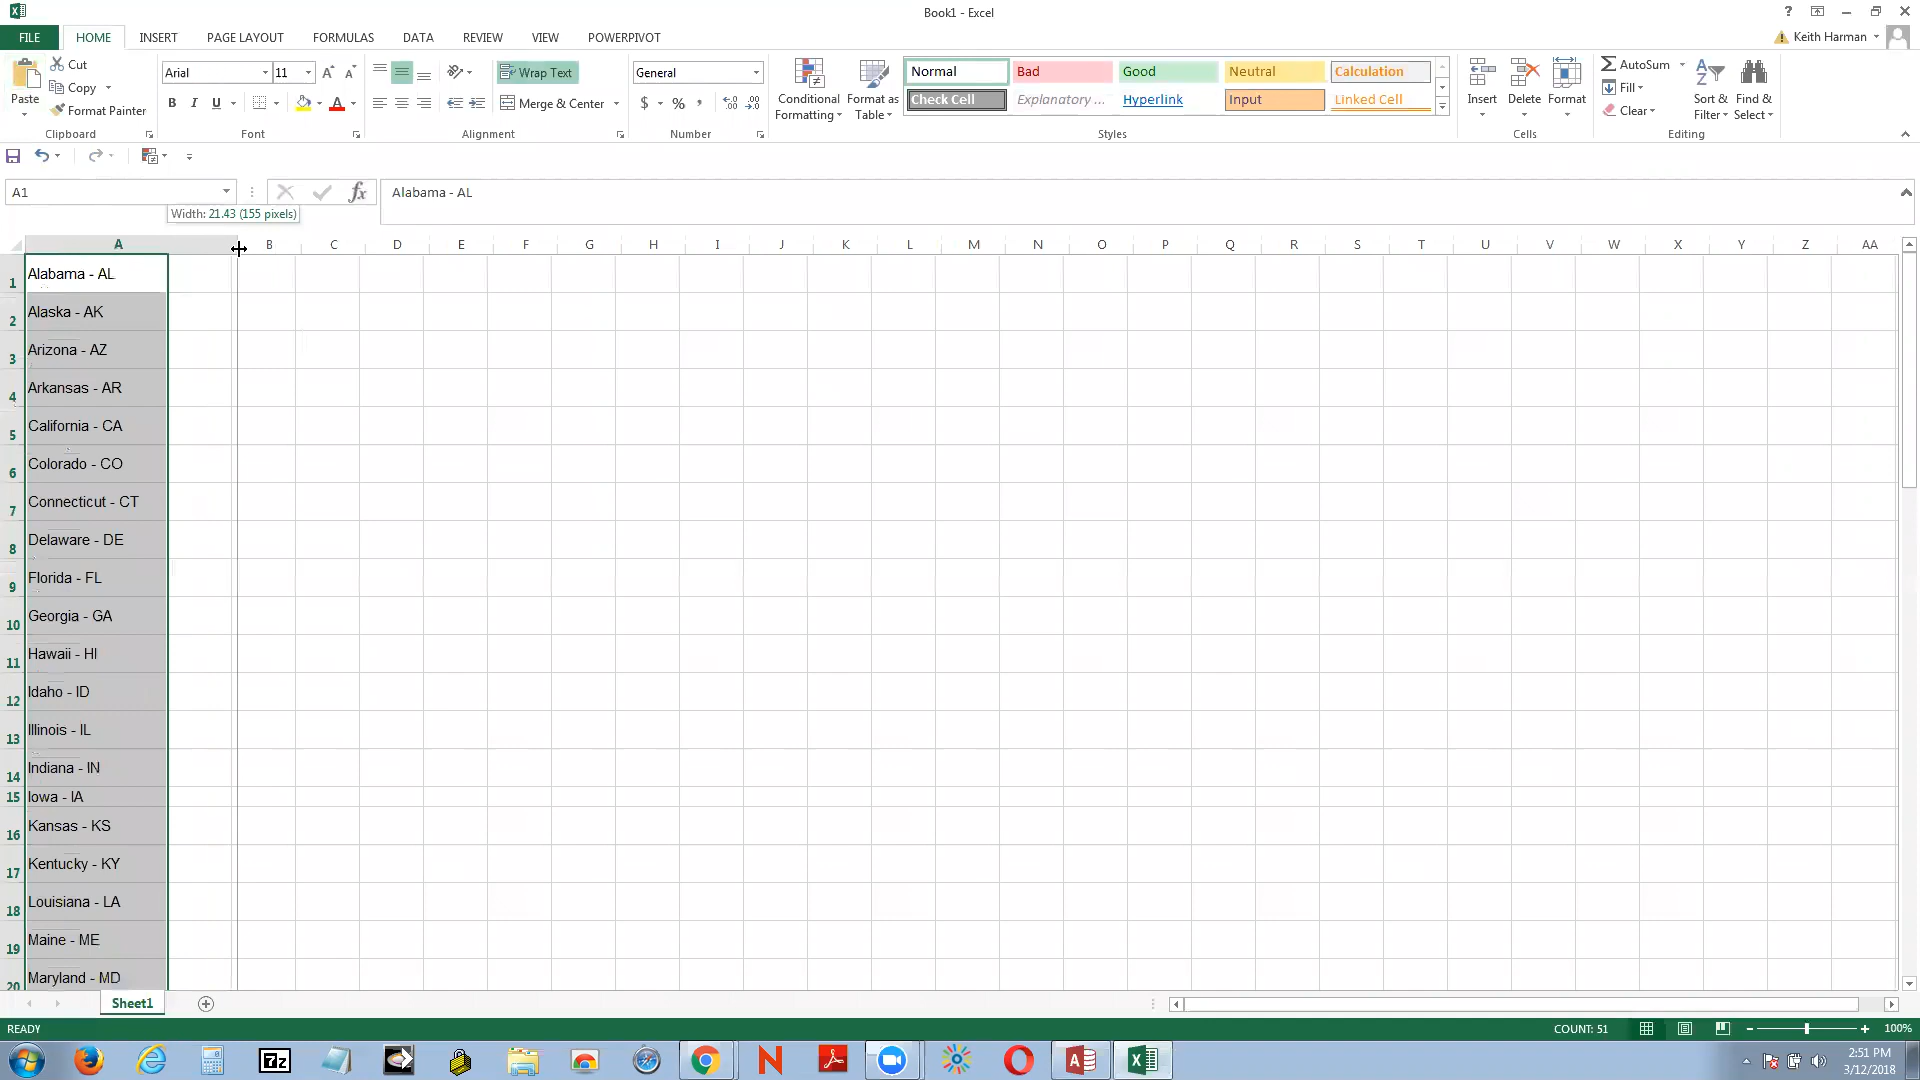 Book1 - Excel
?
FILE HOME INSERT PAGE LAYOUT FORMULAS DATA REVIEW VIEW POWERPIVOT Keith Harman
Paste Cut Copy Format Painter Clipboard
Arial 11 B I U Font
Wrap Text Merge & Center Alignment
General $ % Number
Conditional Formatting Format as Table
Normal Bad Good Neutral Calculation
Check Cell Explanatory ... Hyperlink Input Linked Cell
Styles
Insert Delete Format Cells
AutoSum Fill Clear Sort & Filter Find & Select Editing
A1 fx Alabama - AL
Width: 21.43 (155 pixels)
A B C D E F G H I J K L M N O P Q R S T U V W X Y Z AA
1 Alabama - AL
2 Alaska - AK
3 Arizona - AZ
4 Arkansas - AR
5 California - CA
6 Colorado - CO
7 Connecticut - CT
8 Delaware - DE
9 Florida - FL
10 Georgia - GA
11 Hawaii - HI
12 Idaho - ID
13 Illinois - IL
14 Indiana - IN
15 Iowa - IA
16 Kansas - KS
17 Kentucky - KY
18 Louisiana - LA
19 Maine - ME
20 Maryland - MD
Sheet1
READY COUNT: 51 100%
7z
2:51 PM
3/12/2018